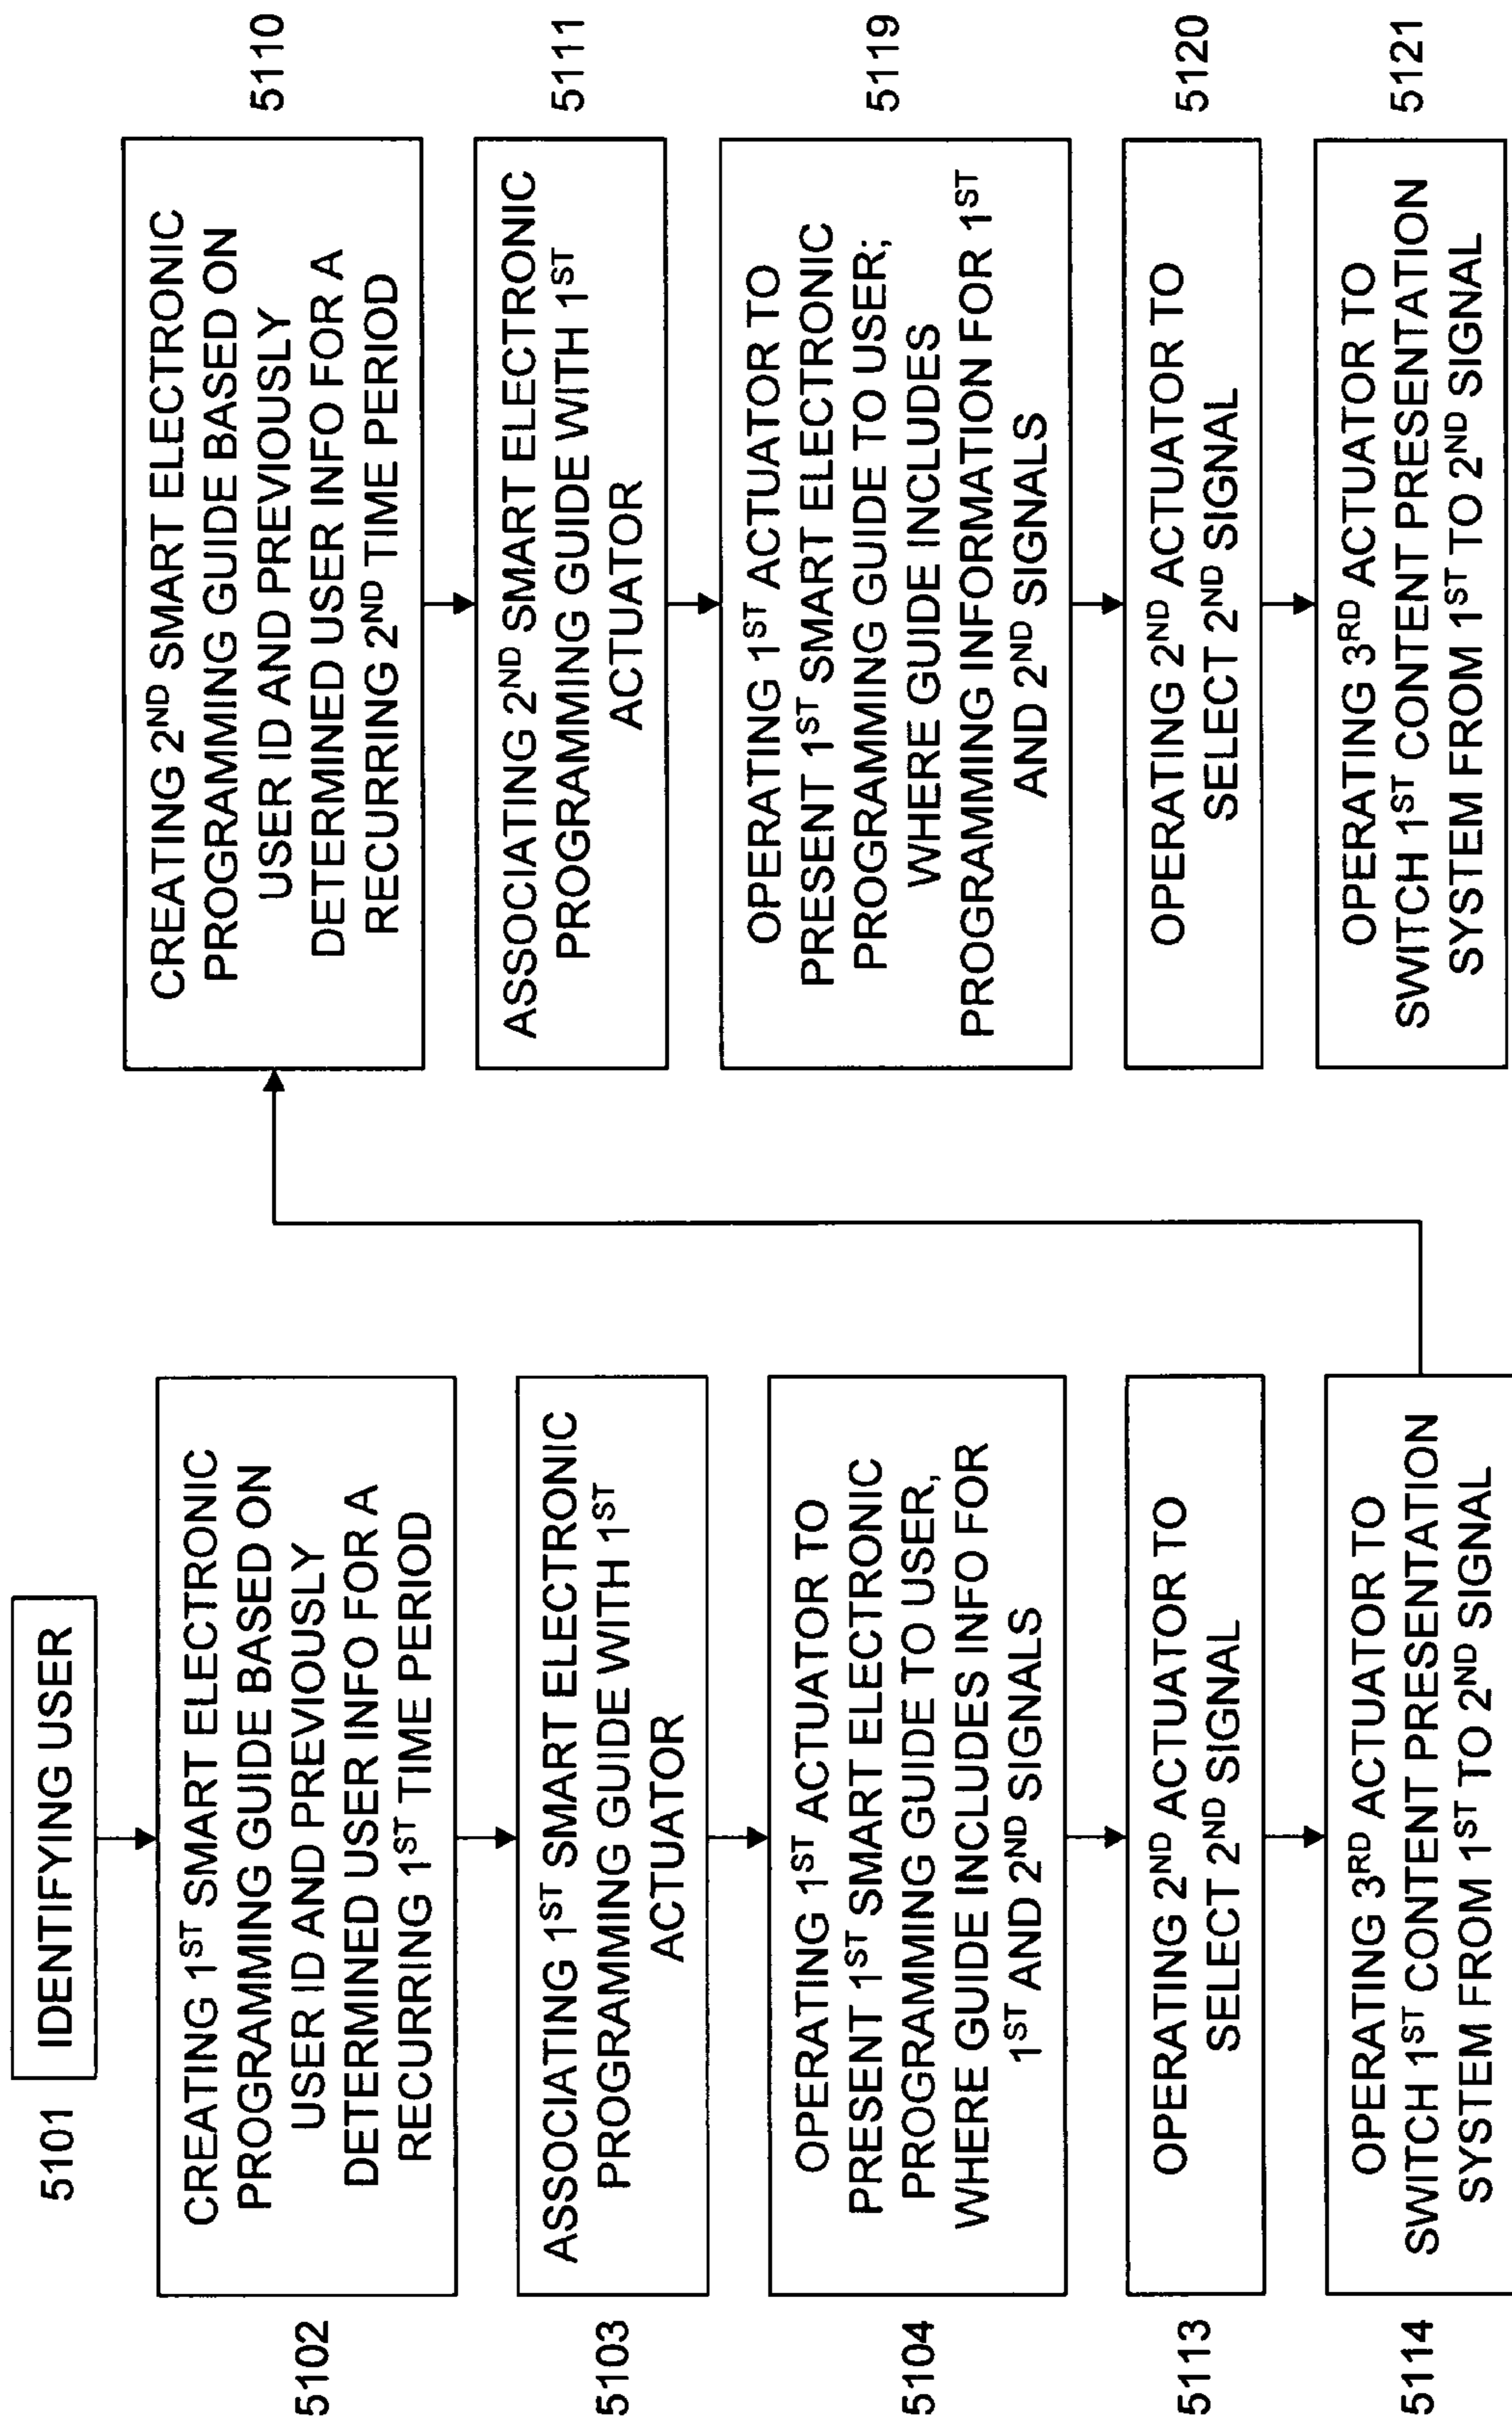 5101
IDENTIFYING USER
5102
CREATING 1ST SMART ELECTRONIC
PROGRAMMING GUIDE BASED ON
USER ID AND PREVIOUSLY
DETERMINED USER INFO FOR A
RECURRING 1ST TIME PERIOD
5103
ASSOCIATING 1ST SMART ELECTRONIC
PROGRAMMING GUIDE WITH 1ST
ACTUATOR
5104
OPERATING 1ST ACTUATOR TO
PRESENT 1ST SMART ELECTRONIC
PROGRAMMING GUIDE TO USER,
WHERE GUIDE INCLUDES INFO FOR
1ST AND 2ND SIGNALS
5113
OPERATING 2ND ACTUATOR TO
SELECT 2ND SIGNAL
5114
OPERATING 3RD ACTUATOR TO
SWITCH 1ST CONTENT PRESENTATION
SYSTEM FROM 1ST TO 2ND SIGNAL
CREATING 2ND SMART ELECTRONIC
PROGRAMMING GUIDE BASED ON
USER ID AND PREVIOUSLY
DETERMINED USER INFO FOR A
RECURRING 2ND TIME PERIOD
5110
ASSOCIATING 2ND SMART ELECTRONIC
PROGRAMMING GUIDE WITH 1ST
ACTUATOR
5111
OPERATING 1ST ACTUATOR TO
PRESENT 1ST SMART ELECTRONIC
PROGRAMMING GUIDE TO USER;
WHERE GUIDE INCLUDES
PROGRAMMING INFORMATION FOR 1ST
AND 2ND SIGNALS
5119
OPERATING 2ND ACTUATOR TO
SELECT 2ND SIGNAL
5120
OPERATING 3RD ACTUATOR TO
SWITCH 1ST CONTENT PRESENTATION
SYSTEM FROM 1ST TO 2ND SIGNAL
5121